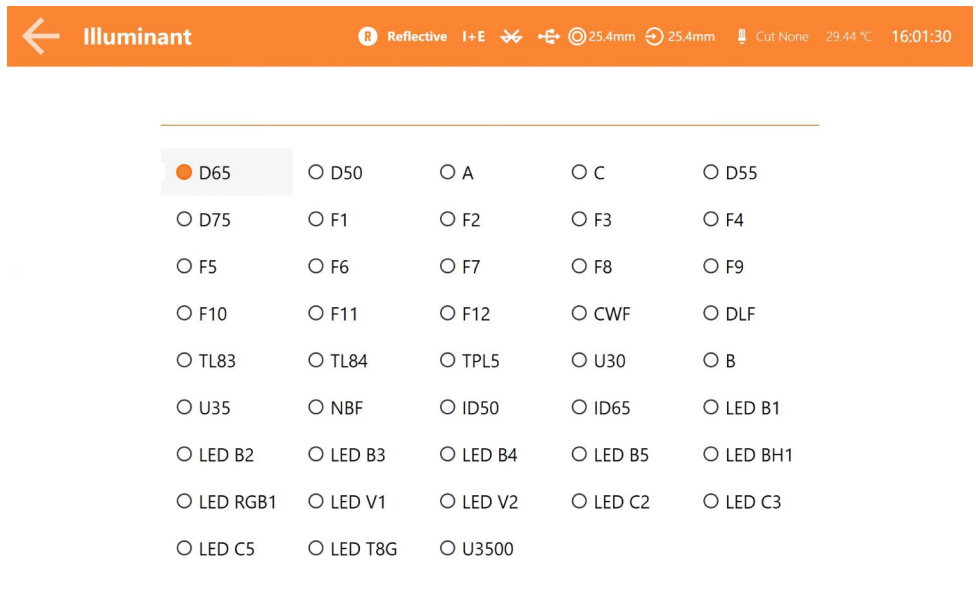 Illuminant R Reflective I+E 25.4mm 25.4mm Cut None 29.44 °C 16:01:30
D65 D50 A C D55
D75 F1 F2 F3 F4
F5 F6 F7 F8 F9
F10 F11 F12 CWF DLF
TL83 TL84 TPL5 U30 B
U35 NBF ID50 ID65 LED B1
LED B2 LED B3 LED B4 LED B5 LED BH1
LED RGB1 LED V1 LED V2 LED C2 LED C3
LED C5 LED T8G U3500